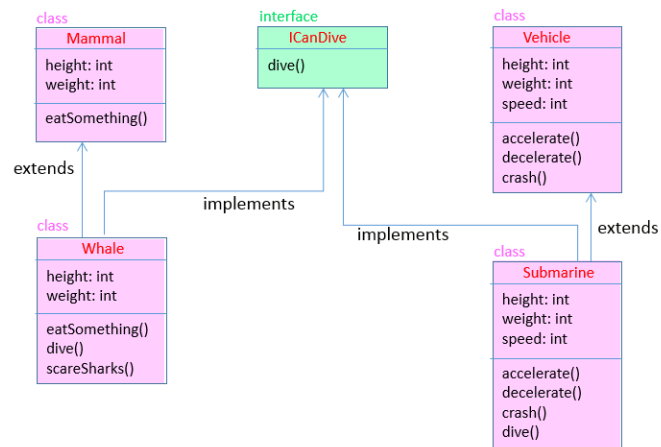 class
Mammal
height: int
weight: int
eatSomething()
interface
ICanDive
dive()
class
Vehicle
height: int
weight: int
speed: int
accelerate()
decelerate()
crash()
extends
implements
implements
extends
class
Whale
height: int
weight: int
eatSomething()
dive()
scareSharks()
class
Submarine
height: int
weight: int
speed: int
accelerate()
decelerate()
crash()
dive()